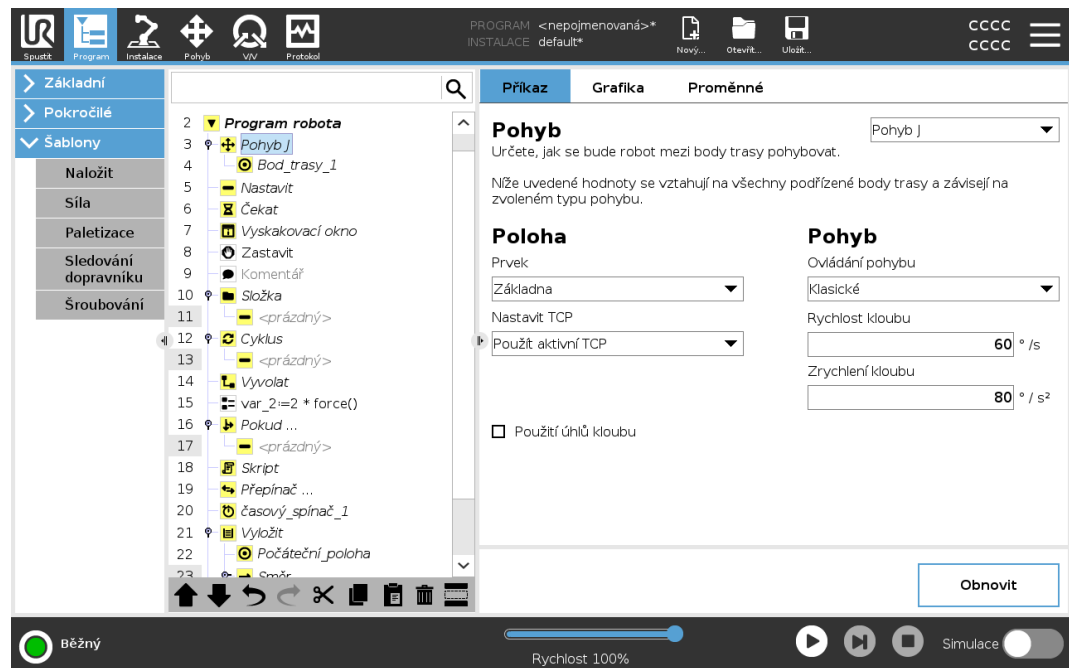 PROGRAM <nepojmenovaná>*
INSTALACE default*
Spustit Program Instalace Pohyb V/V Protokol
Nový... Otevřít... Uložit...
CCCC
CCCC
Základní
Pokročilé
Šablony
Naložit
Síla
Paletizace
Sledování
dopravníku
Šroubování
2 Program robota
3 Pohyb J
4 Bod_trasy_1
5 Nastavit
6 Čekat
7 Vyskakovací okno
8 Zastavit
9 Komentář
10 Složka
11 <prázdný>
12 Cyklus
13 <prázdný>
14 Vyvolat
15 var_2:=2 * force()
16 Pokud ...
17 <prázdný>
18 Skript
19 Přepínač ...
20 časový_spínač_1
21 Vyložit
22 Počáteční_poloha
23 Směr
Příkaz Grafika Proměnné
Pohyb
Pohyb J
Určete, jak se bude robot mezi body trasy pohybovat.
Níže uvedené hodnoty se vztahují na všechny podřízené body trasy a závisejí na
zvoleném typu pohybu.
Poloha
Prvek
Základna
Nastavit TCP
Použít aktivní TCP
Použití úhlů kloubu
Pohyb
Ovládání pohybu
Klasické
Rychlost kloubu
60 ° /s
Zrychlení kloubu
80 ° / s²
Obnovit
Běžný
Rychlost 100%
Simulace